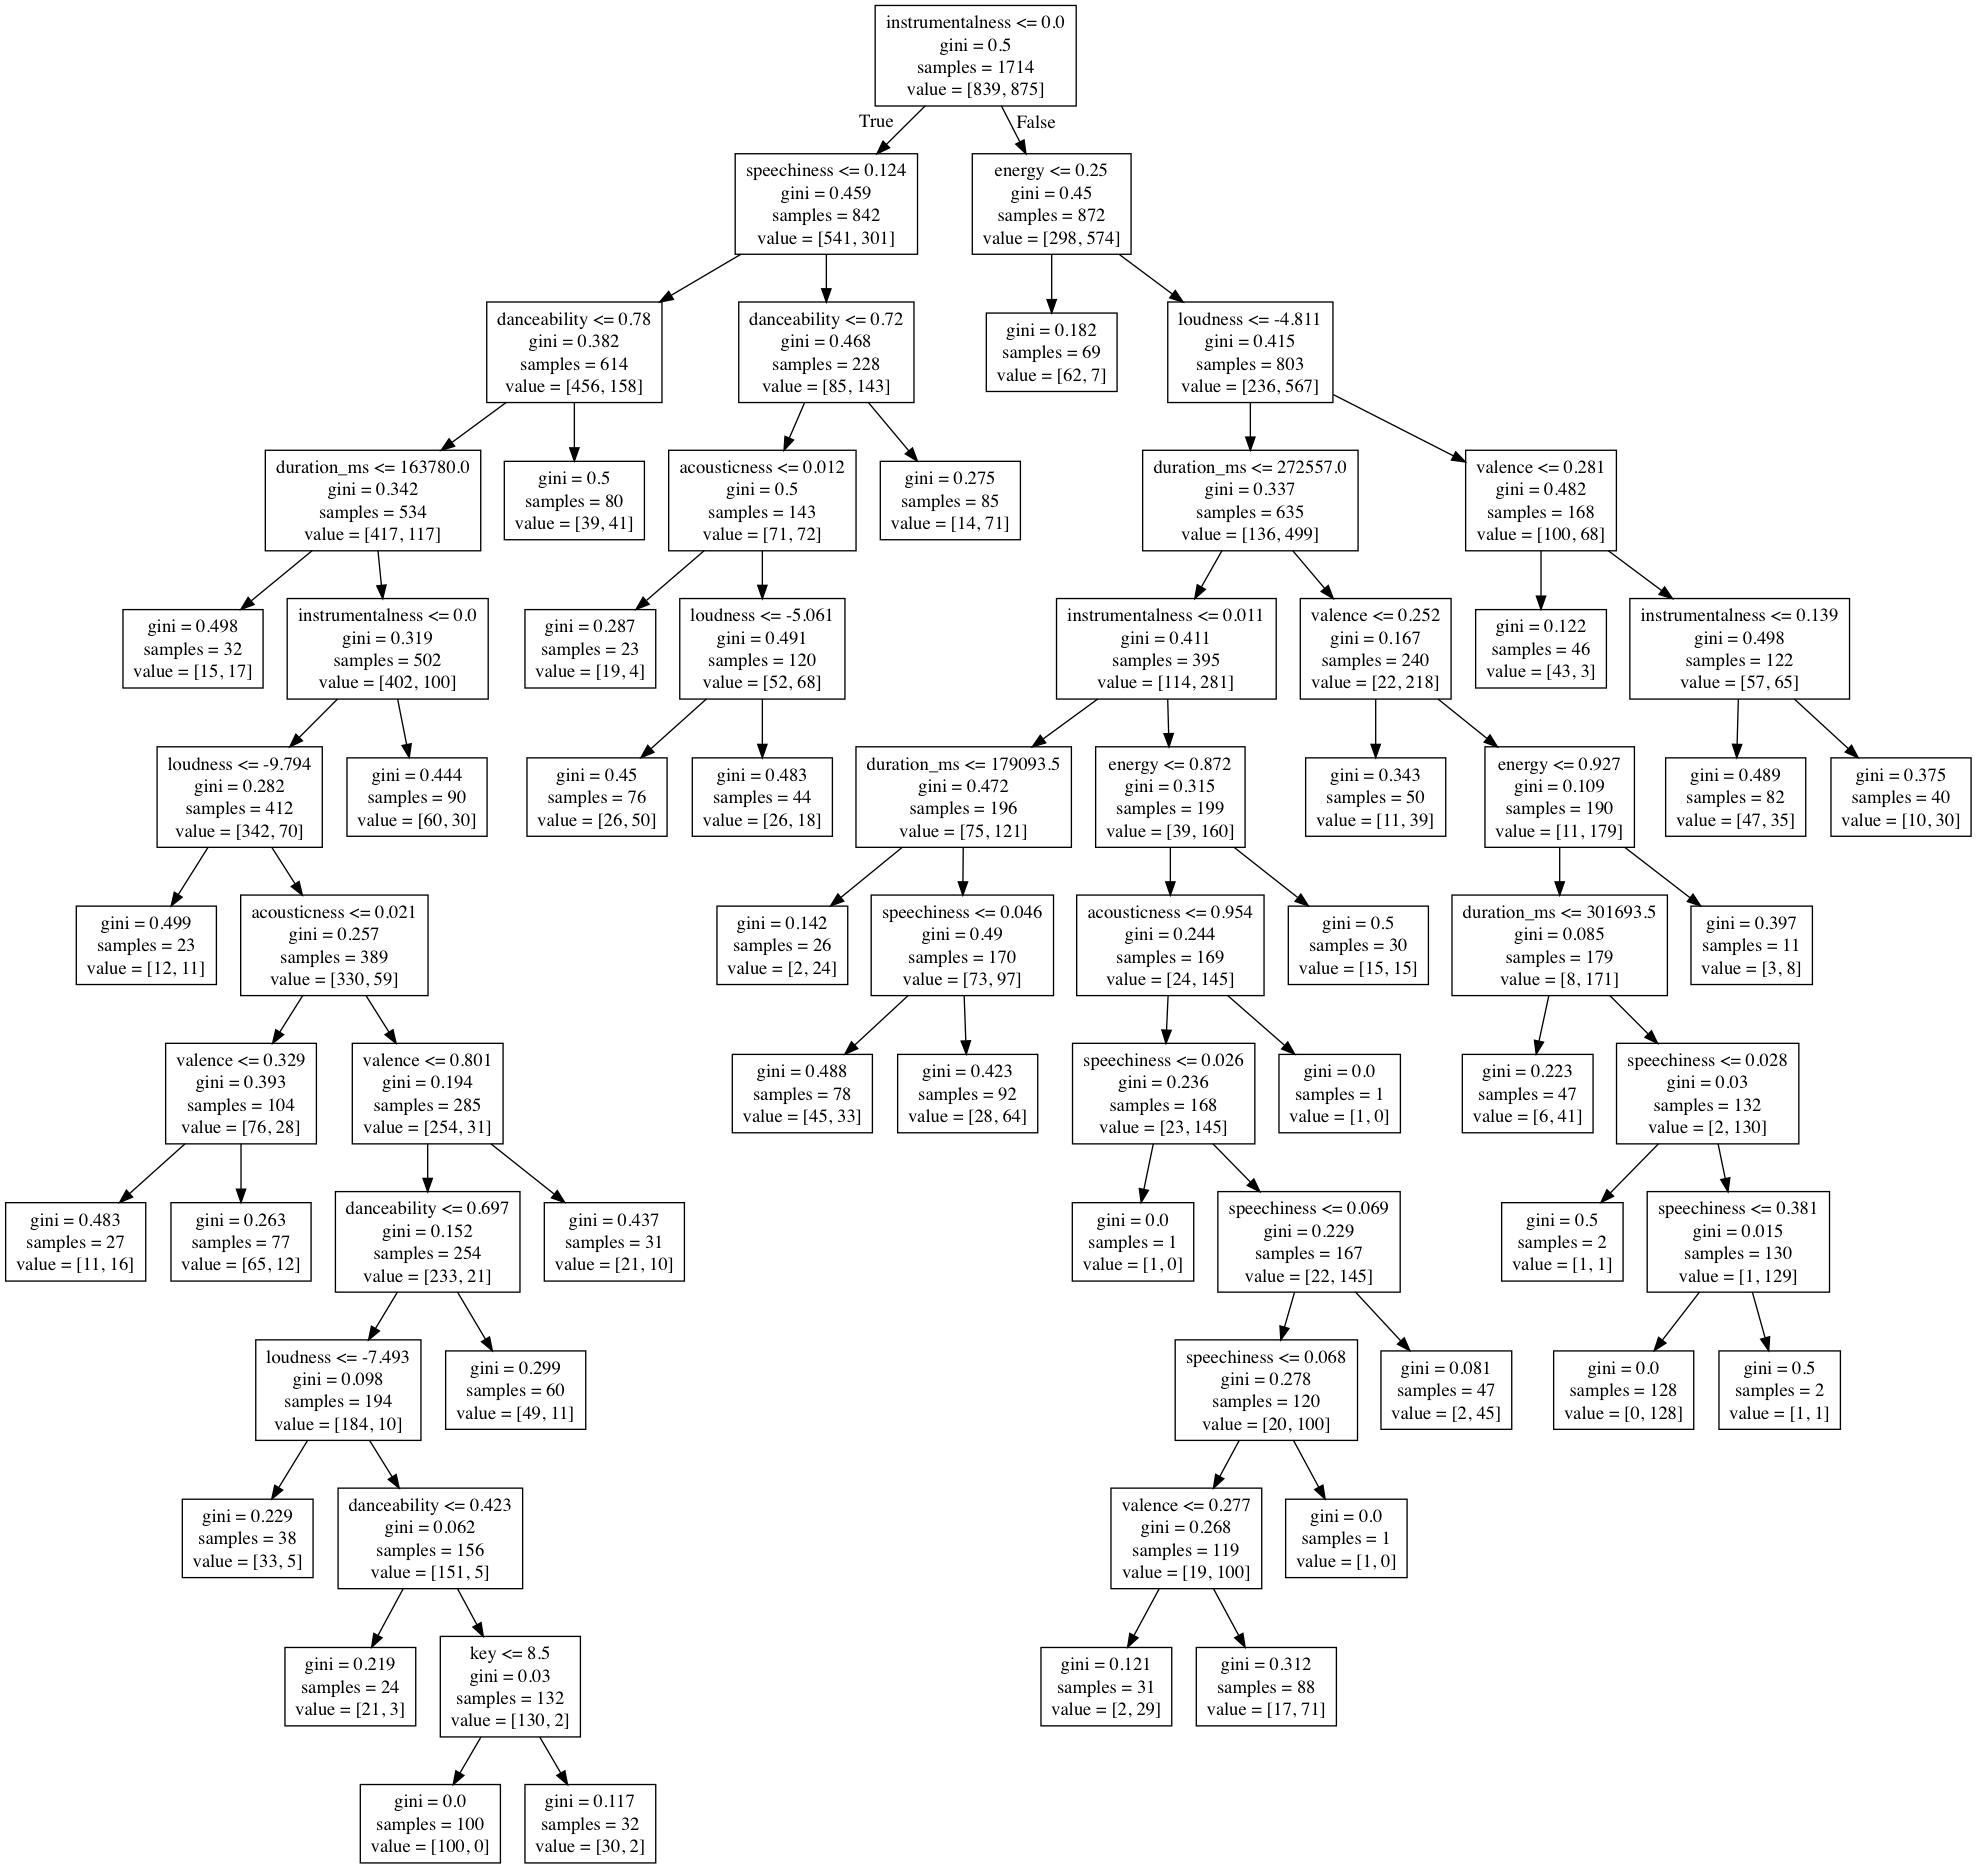 instrumentalness <= 0.0
gini = 0.5
samples = 1714
value = [839, 875]
True
False
speechiness <= 0.124
gini = 0.459
samples = 842
value = [541, 301]
energy <= 0.25
gini = 0.45
samples = 872
value = [298, 574]
danceability <= 0.78
gini = 0.382
samples = 614
value = [456, 158]
danceability <= 0.72
gini = 0.468
samples = 228
value = [85, 143]
gini = 0.182
samples = 69
value = [62, 7]
loudness <= -4.811
gini = 0.415
samples = 803
value = [236, 567]
duration_ms <= 163780.0
gini = 0.342
samples = 534
value = [417, 117]
gini = 0.5
samples = 80
value = [39, 41]
acousticness <= 0.012
gini = 0.5
samples = 143
value = [71, 72]
gini = 0.275
samples = 85
value = [14, 71]
duration_ms <= 272557.0
gini = 0.337
samples = 635
value = [136, 499]
valence <= 0.281
gini = 0.482
samples = 168
value = [100, 68]
gini = 0.498
samples = 32
value = [15, 17]
instrumentalness <= 0.0
gini = 0.319
samples = 502
value = [402, 100]
gini = 0.287
samples = 23
value = [19, 4]
loudness <= -5.061
gini = 0.491
samples = 120
value = [52, 68]
instrumentalness <= 0.011
gini = 0.411
samples = 395
value = [114, 281]
valence <= 0.252
gini = 0.167
samples = 240
value = [22, 218]
gini = 0.122
samples = 46
value = [43, 3]
instrumentalness <= 0.139
gini = 0.498
samples = 122
value = [57, 65]
loudness <= -9.794
gini = 0.282
samples = 412
value = [342, 70]
gini = 0.444
samples = 90
value = [60, 30]
gini = 0.45
samples = 76
value = [26, 50]
gini = 0.483
samples = 44
value = [26, 18]
duration_ms <= 179093.5
gini = 0.472
samples = 196
value = [75, 121]
energy <= 0.872
gini = 0.315
samples = 199
value = [39, 160]
gini = 0.343
samples = 50
value = [11, 39]
energy <= 0.927
gini = 0.109
samples = 190
value = [11, 179]
gini = 0.489
samples = 82
value = [47, 35]
gini = 0.375
samples = 40
value = [10, 30]
gini = 0.499
samples = 23
value = [12, 11]
acousticness <= 0.021
gini = 0.257
samples = 389
value = [330, 59]
gini = 0.142
samples = 26
value = [2, 24]
speechiness <= 0.046
gini = 0.49
samples = 170
value = [73, 97]
acousticness <= 0.954
gini = 0.244
samples = 169
value = [24, 145]
gini = 0.5
samples = 30
value = [15, 15]
duration_ms <= 301693.5
gini = 0.085
samples = 179
value = [8, 171]
gini = 0.397
samples = 11
value = [3, 8]
valence <= 0.329
gini = 0.393
samples = 104
value = [76, 28]
valence <= 0.801
gini = 0.194
samples = 285
value = [254, 31]
gini = 0.488
samples = 78
value = [45, 33]
gini = 0.423
samples = 92
value = [28, 64]
speechiness <= 0.026
gini = 0.236
samples = 168
value = [23, 145]
gini = 0.0
samples = 1
value = [1, 0]
gini = 0.223
samples = 47
value = [6, 41]
speechiness <= 0.028
gini = 0.03
samples = 132
value = [2, 130]
gini = 0.483
samples = 27
value = [11, 16]
gini = 0.263
samples = 77
value = [65, 12]
danceability <= 0.697
gini = 0.152
samples = 254
value = [233, 21]
gini = 0.437
samples = 31
value = [21, 10]
gini = 0.0
samples = 1
value = [1, 0]
speechiness <= 0.069
gini = 0.229
samples = 167
value = [22, 145]
gini = 0.5
samples = 2
value = [1, 1]
speechiness <= 0.381
gini = 0.015
samples = 130
value = [1, 129]
loudness <= -7.493
gini = 0.098
samples = 194
value = [184, 10]
gini = 0.299
samples = 60
value = [49, 11]
speechiness <= 0.068
gini = 0.278
samples = 120
value = [20, 100]
gini = 0.081
samples = 47
value = [2, 45]
gini = 0.0
samples = 128
value = [0, 128]
gini = 0.5
samples = 2
value = [1, 1]
gini = 0.229
samples = 38
value = [33, 5]
danceability <= 0.423
gini = 0.062
samples = 156
value = [151, 5]
valence <= 0.277
gini = 0.268
samples = 119
value = [19, 100]
gini = 0.0
samples = 1
value = [1, 0]
gini = 0.219
samples = 24
value = [21, 3]
key <= 8.5
gini = 0.03
samples = 132
value = [130, 2]
gini = 0.121
samples = 31
value = [2, 29]
gini = 0.312
samples = 88
value = [17, 71]
gini = 0.0
samples = 100
value = [100, 0]
gini = 0.117
samples = 32
value = [30, 2]